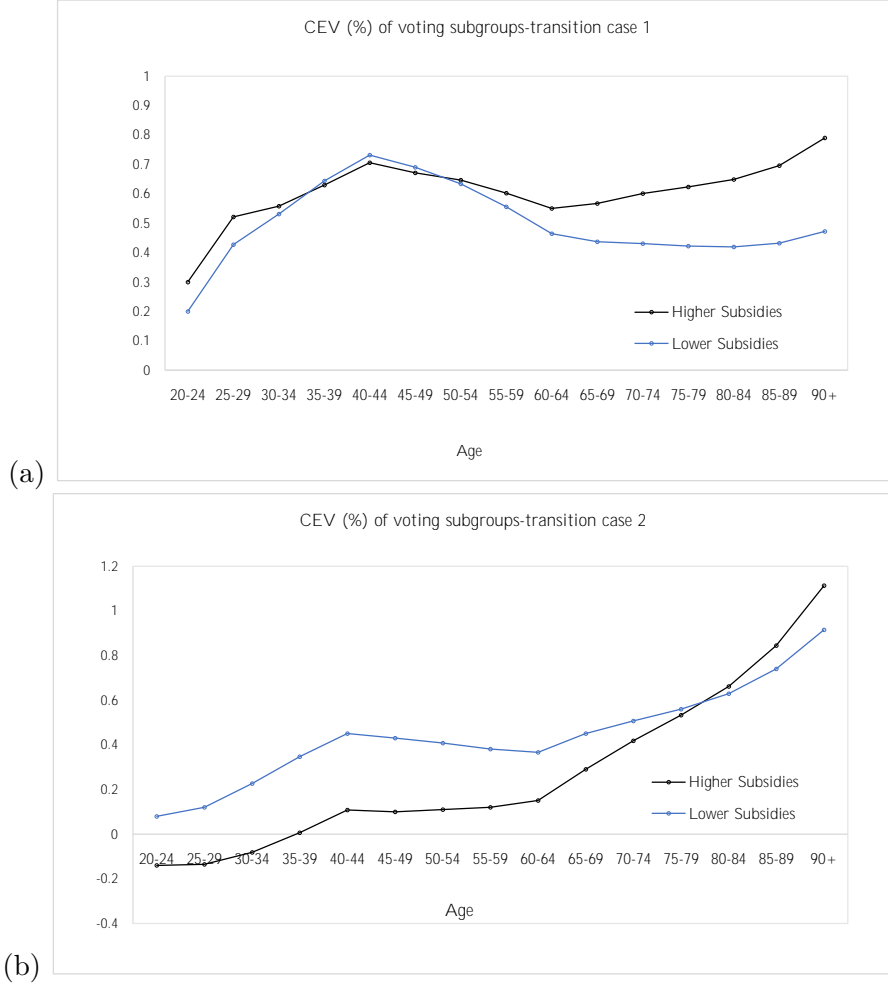 CEV (%) of voting subgroups-transition case 1
1
0.9
0.8
0.7
0.6
0.5
0.4
0.3
0.2
0.1
0
Higher Subsidies
Lower Subsidies
20-24 25-29 30-34 35-39 40-44 45-49 50-54 55-59 60-64 65-69 70-74 75-79 80-84 85-89 90+
Age
(a)
CEV (%) of voting subgroups-transition case 2
1.2
1
0.8
0.6
0.4
0.2
0
-0.2
-0.4
Higher Subsidies
Lower Subsidies
20-24 25-29 30-34 35-39 40-44 45-49 50-54 55-59 60-64 65-69 70-74 75-79 80-84 85-89 90+
Age
(b)